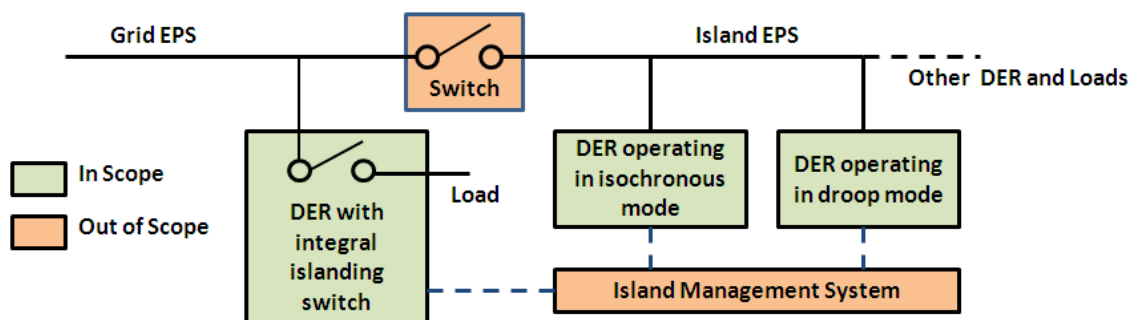 Grid EPS
Island EPS
Switch
Other DER and Loads
In Scope
Out of Scope
Load
DER with
integral
islanding
switch
DER operating
in isochronous
mode
DER operating
in droop mode
Island Management System